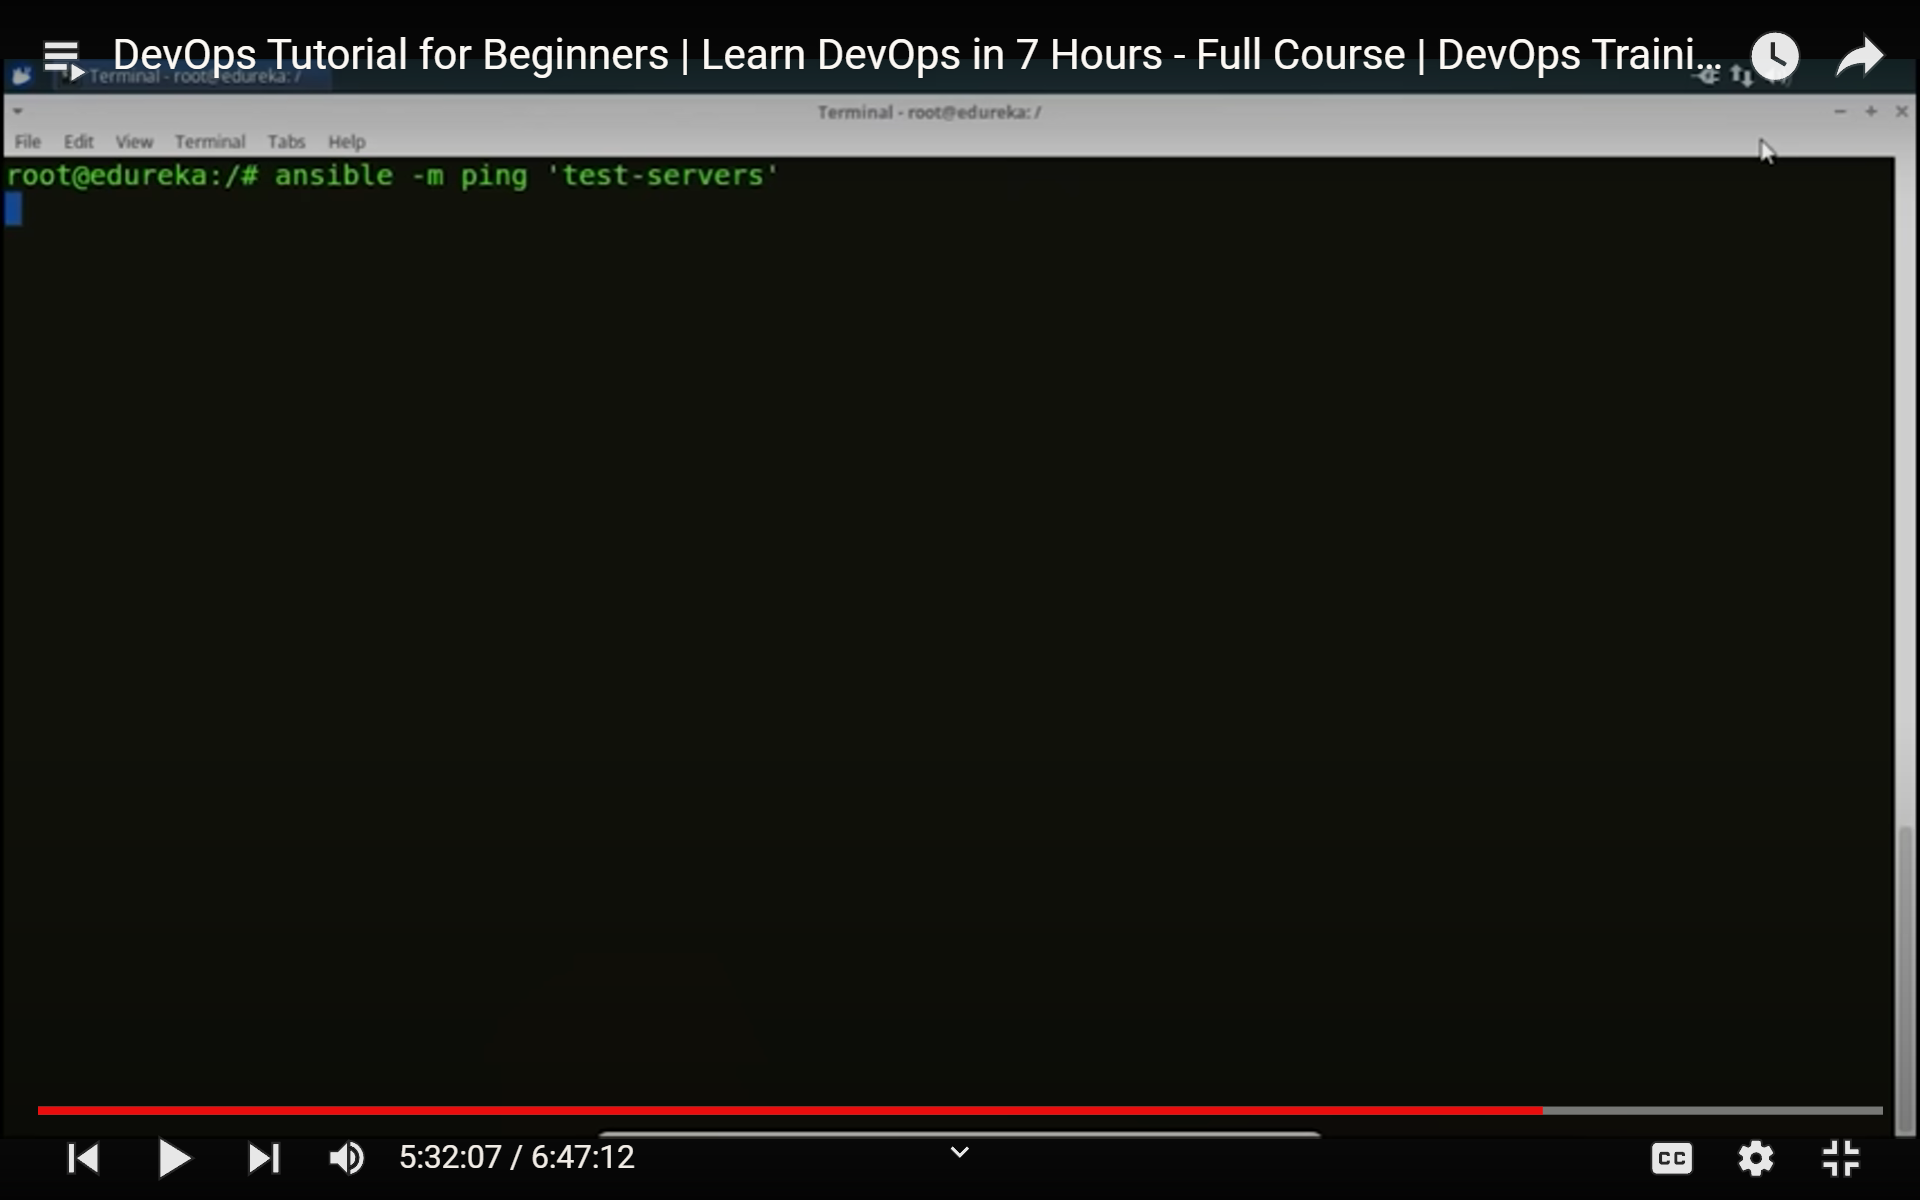 DevOps Tutorial for Beginners | Learn DevOps in 7 Hours - Full Course | DevOps Traini...
Terminal - root@edureka: /
Terminal - root@edureka: /
File Edit View Terminal Tabs Help
root@edureka:/# ansible -m ping 'test-servers'
5:32:07 / 6:47:12
CC